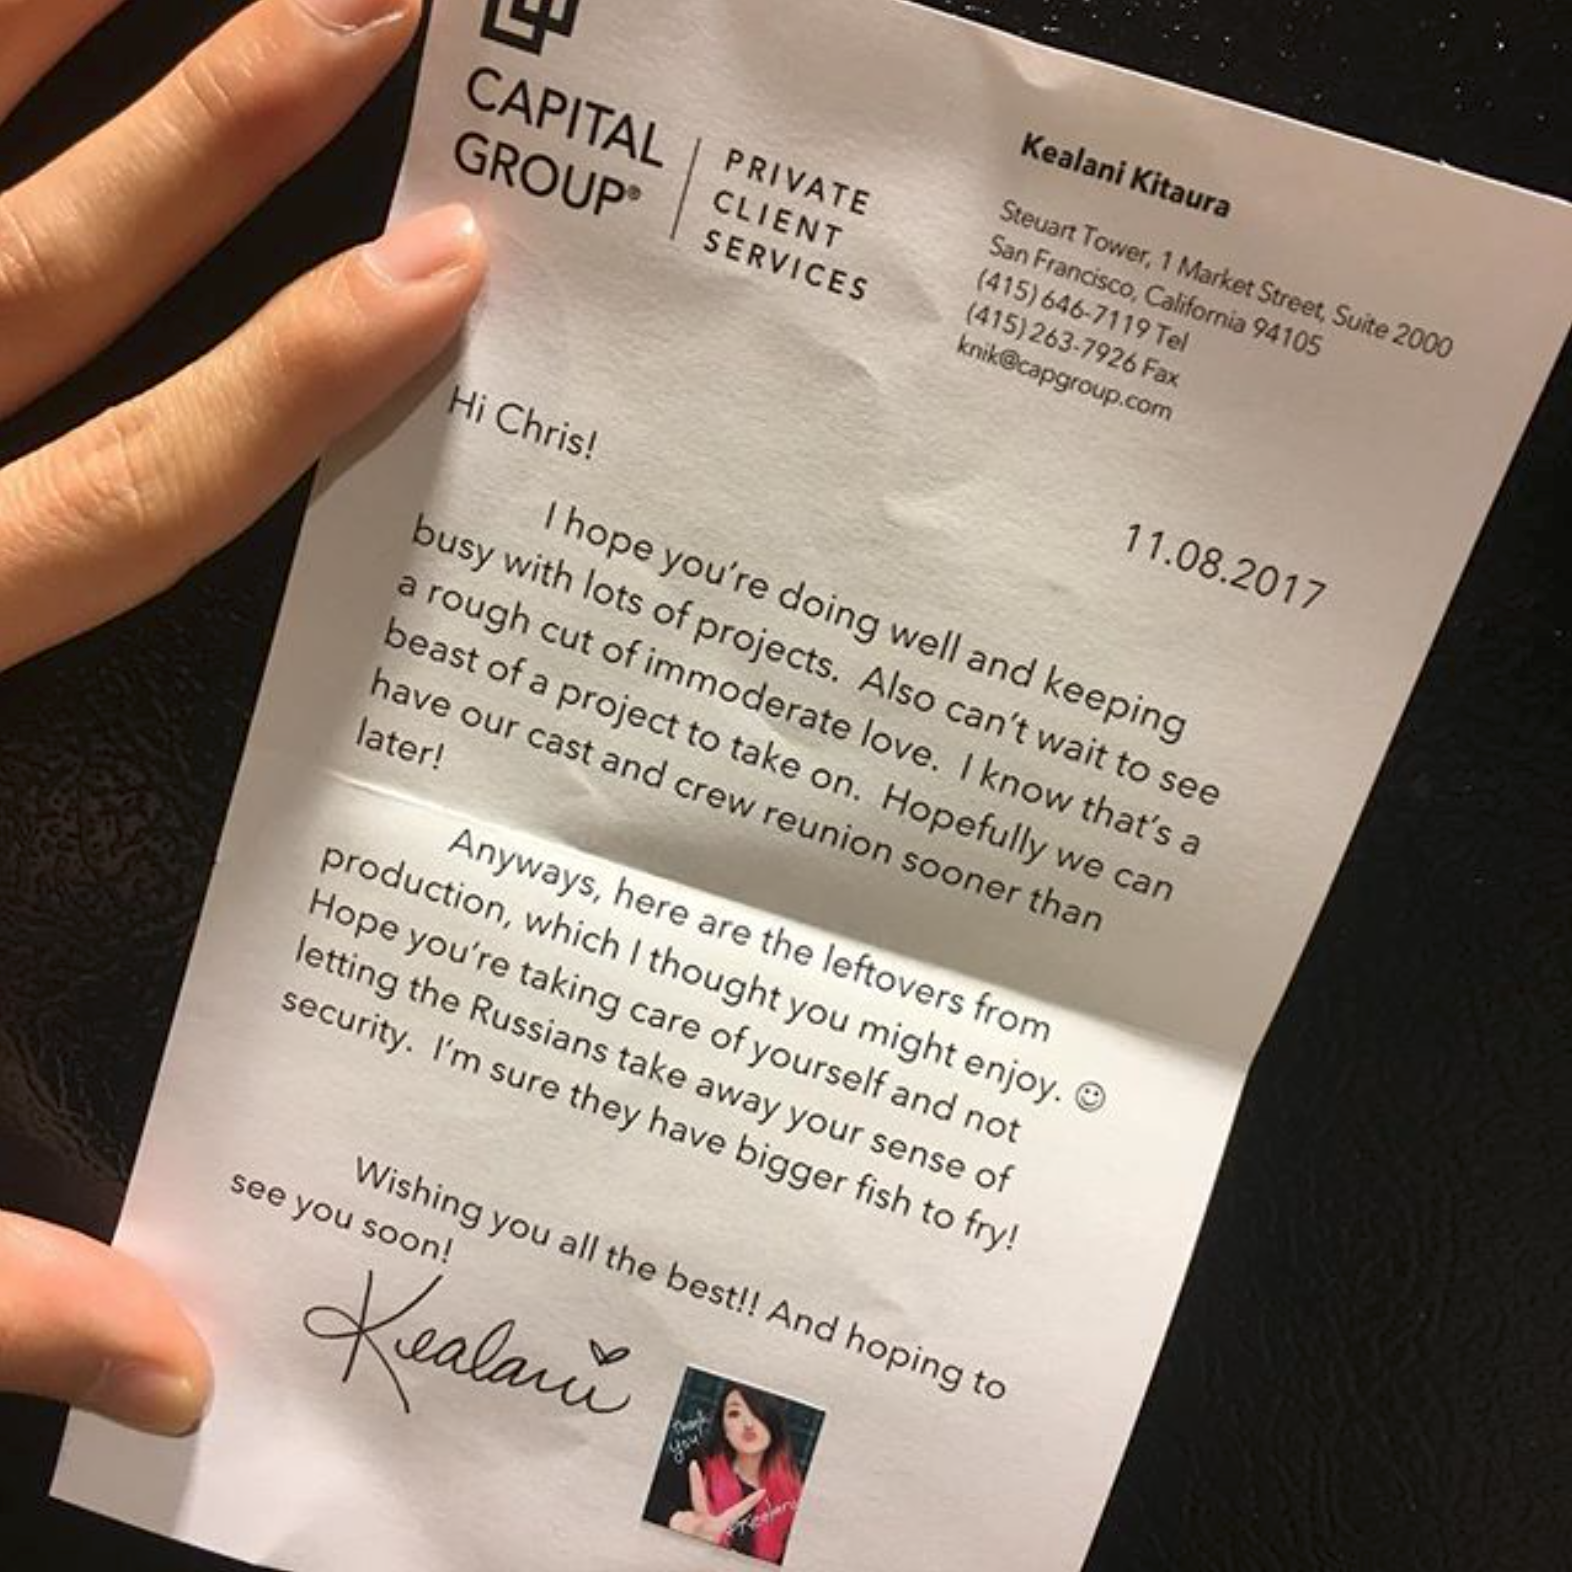 CAPITAL
GROUP®
PRIVATE
CLIENT
SERVICES
Kealani Kitaura
Steuart Tower, 1 Market Street, Suite 2000
San Francisco, California 94105
(415) 646-7119 Tel
(415) 263-7926 Fax
knik@capgroup.com
Hi Chris!
11.08.2017
I hope you're doing well and keeping
busy with lots of projects. Also can't wait to see
a rough cut of immoderate love. I know that's a
beast of a project to take on. Hopefully we can
have our cast and crew reunion sooner than
later!
Anyways, here are the leftovers from
production, which I thought you might enjoy. ☺
Hope you're taking care of yourself and not
letting the Russians take away your sense of
security. I'm sure they have bigger fish to fry!
Wishing you all the best!! And hoping to
see you soon!
Kealani
Thank
you!
Kealani